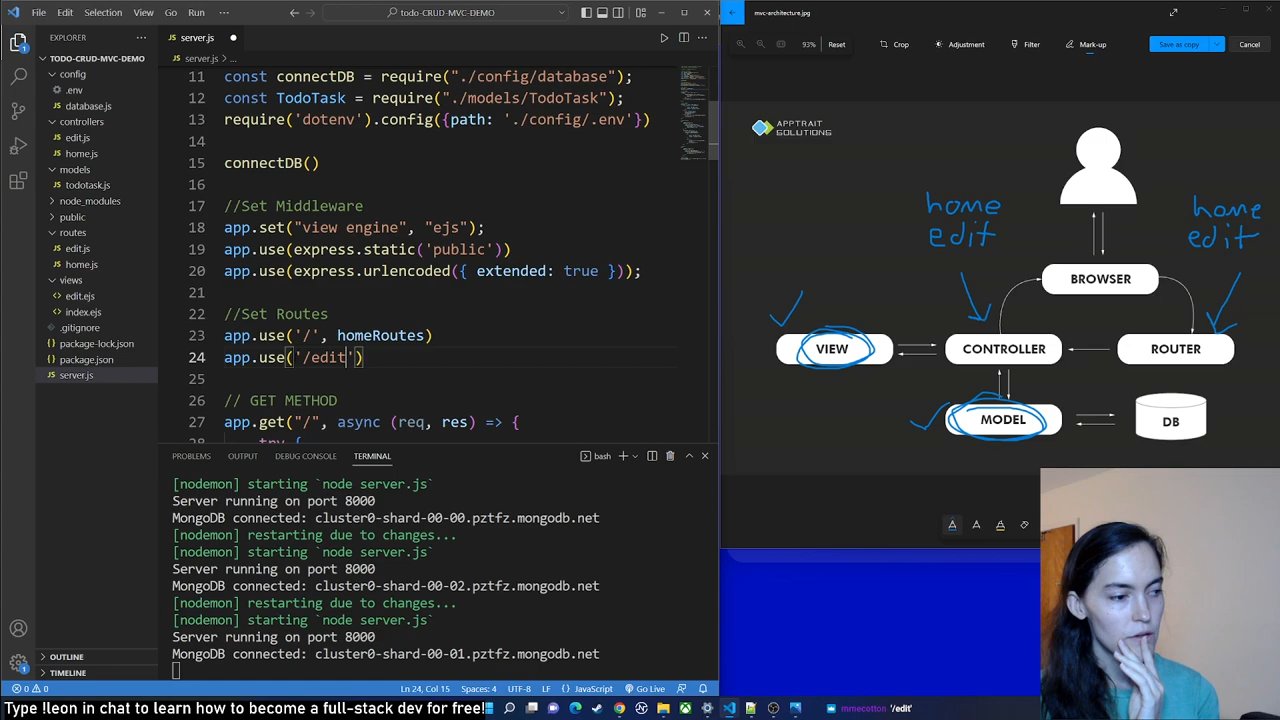 File Edit Selection View Go Run ···
todo-CRUD-MVC-DEMO
EXPLORER
TODO-CRUD-MVC-DEMO
config
.env
database.js
controllers
edit.js
home.js
models
todotask.js
node_modules
public
routes
edit.js
home.js
views
edit.ejs
index.ejs
.gitignore
package-lock.json
package.json
server.js
OUTLINE
TIMELINE
server.js
server.js > ...
11 const connectDB = require("./config/database");
12 const TodoTask = require("./models/TodoTask");
13 require('dotenv').config({path: './config/.env'})
14
15 connectDB()
16
17 //Set Middleware
18 app.set("view engine", "ejs");
19 app.use(express.static('public'))
20 app.use(express.urlencoded({ extended: true }));
21
22 //Set Routes
23 app.use('/', homeRoutes)
24 app.use('/edit')
25
26 // GET METHOD
27 app.get("/", async (req, res) => {
28 try {
PROBLEMS OUTPUT DEBUG CONSOLE TERMINAL
bash
[nodemon] starting `node server.js`
Server running on port 8000
MongoDB connected: cluster0-shard-00-00.pztfz.mongodb.net
[nodemon] restarting due to changes...
[nodemon] starting `node server.js`
Server running on port 8000
MongoDB connected: cluster0-shard-00-02.pztfz.mongodb.net
[nodemon] restarting due to changes...
[nodemon] starting `node server.js`
Server running on port 8000
MongoDB connected: cluster0-shard-00-01.pztfz.mongodb.net
0 0 Ln 24, Col 15 Spaces: 4 UTF-8 LF JavaScript Go Live
Type !leon in chat to learn how to become a full-stack dev for free!
mvc-architecture.jpg
93% Reset Crop Adjustment Filter Mark-up Save as copy Cancel
APPTRAIT
SOLUTIONS
home
edit
home
edit
BROWSER
VIEW
CONTROLLER
ROUTER
MODEL
DB
mmecotton '/edit'